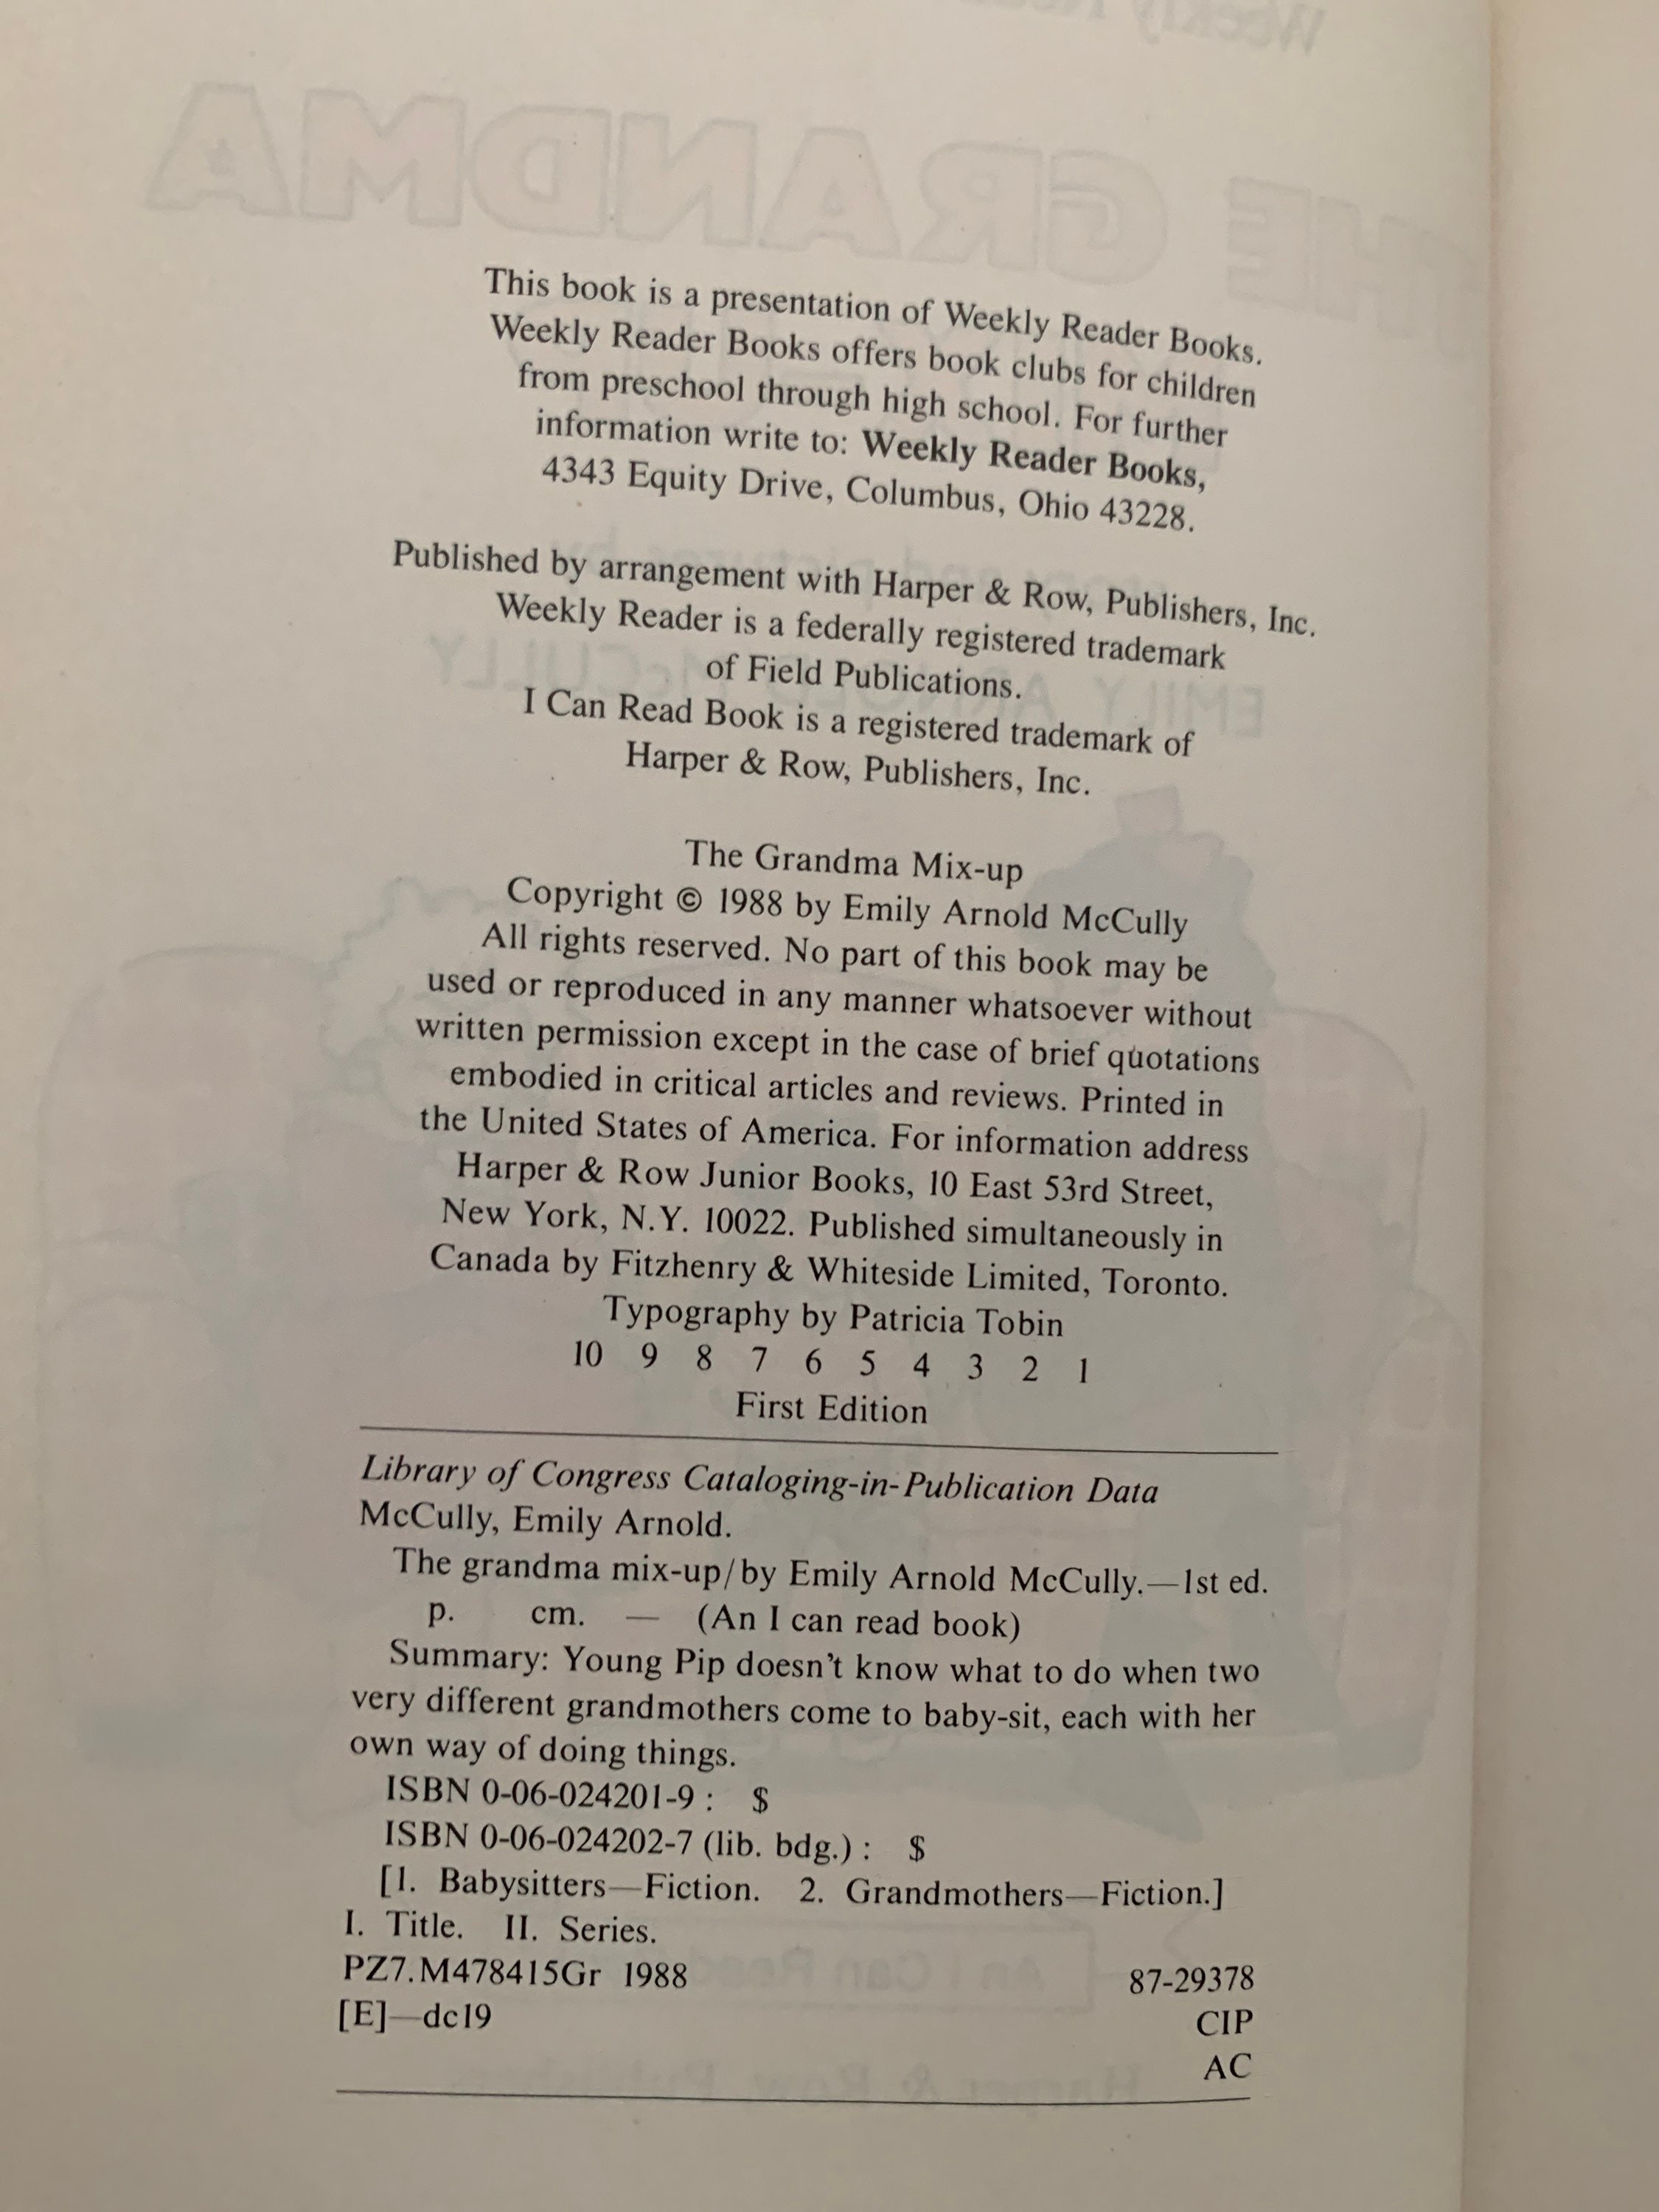 This book is a presentation of Weekly Reader Books.
Weekly Reader Books offers book clubs for children
from preschool through high school. For further
information write to: Weekly Reader Books,
4343 Equity Drive, Columbus, Ohio 43228.
Published by arrangement with Harper & Row, Publishers, Inc.
Weekly Reader is a federally registered trademark
of Field Publications.
I Can Read Book is a registered trademark of
Harper & Row, Publishers, Inc.
The Grandma Mix-up
Copyright © 1988 by Emily Arnold McCully
All rights reserved. No part of this book may be
used or reproduced in any manner whatsoever without
written permission except in the case of brief quotations
embodied in critical articles and reviews. Printed in
the United States of America. For information address
Harper & Row Junior Books, 10 East 53rd Street,
New York, N.Y. 10022. Published simultaneously in
Canada by Fitzhenry & Whiteside Limited, Toronto.
Typography by Patricia Tobin
10 9 8 7 6 5 4 3 2 1
First Edition
Library of Congress Cataloging-in-Publication Data
McCully, Emily Arnold.
The grandma mix-up/by Emily Arnold McCully.—1st ed.
p. cm. — (An I can read book)
Summary: Young Pip doesn't know what to do when two
very different grandmothers come to baby-sit, each with her
own way of doing things.
ISBN 0-06-024201-9 : $
ISBN 0-06-024202-7 (lib. bdg.) : $
[1. Babysitters—Fiction. 2. Grandmothers—Fiction.]
I. Title. II. Series.
PZ7.M478415Gr 1988 87-29378
[E]—dc19 CIP
AC